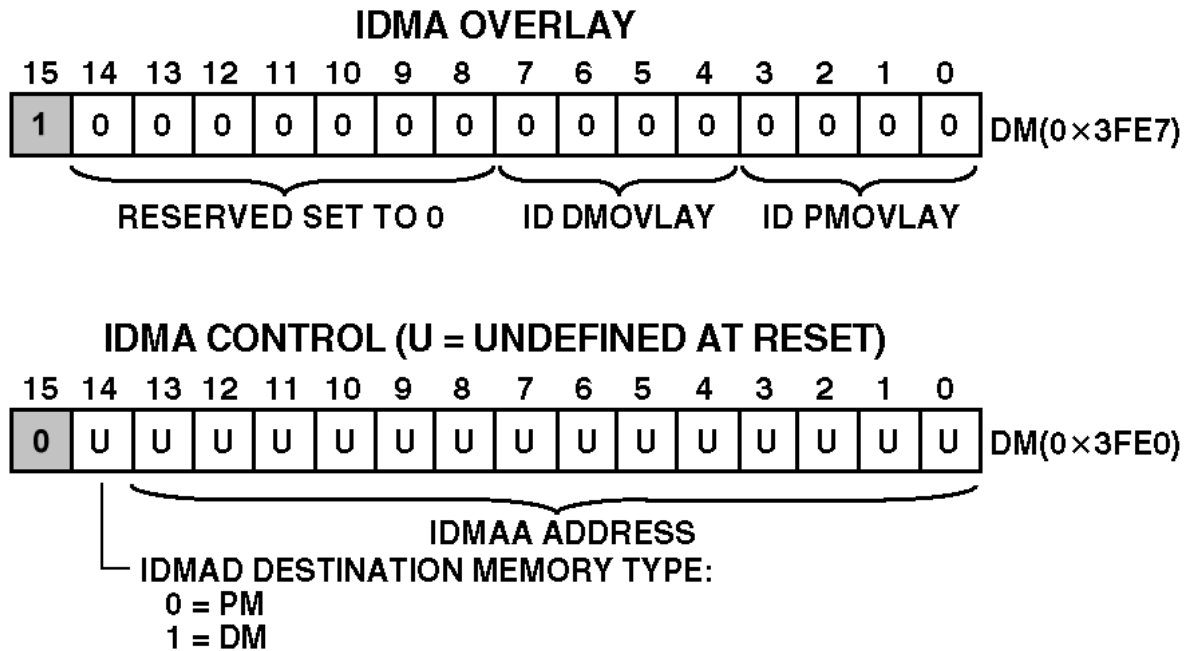 IDMA OVERLAY
15 14 13 12 11 10 9 8 7 6 5 4 3 2 1 0
1 0 0 0 0 0 0 0 0 0 0 0 0 0 0 0 DM(0×3FE7)
RESERVED SET TO 0 ID DMOVLAY ID PMOVLAY
IDMA CONTROL (U = UNDEFINED AT RESET)
15 14 13 12 11 10 9 8 7 6 5 4 3 2 1 0
0 U U U U U U U U U U U U U U U DM(0×3FE0)
IDMAA ADDRESS
IDMAD DESTINATION MEMORY TYPE:
0 = PM
1 = DM